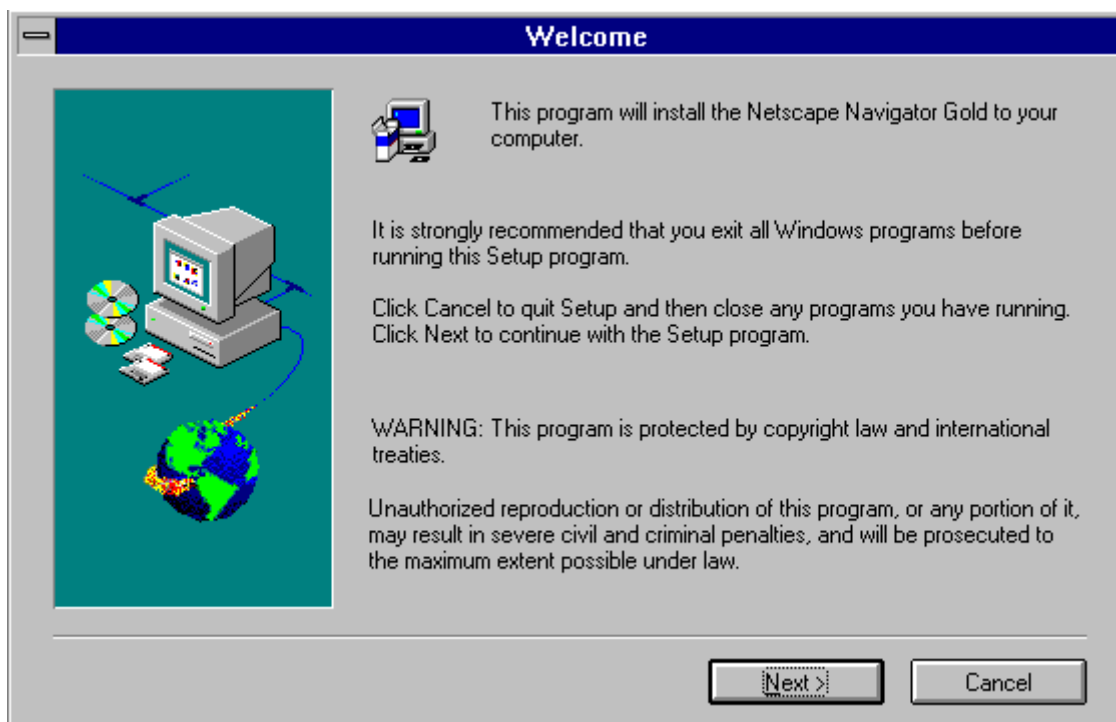 Welcome
This program will install the Netscape Navigator Gold to your
computer.
It is strongly recommended that you exit all Windows programs before
running this Setup program.
Click Cancel to quit Setup and then close any programs you have running.
Click Next to continue with the Setup program.
WARNING: This program is protected by copyright law and international
treaties.
Unauthorized reproduction or distribution of this program, or any portion of it,
may result in severe civil and criminal penalties, and will be prosecuted to
the maximum extent possible under law.
Next >
Cancel